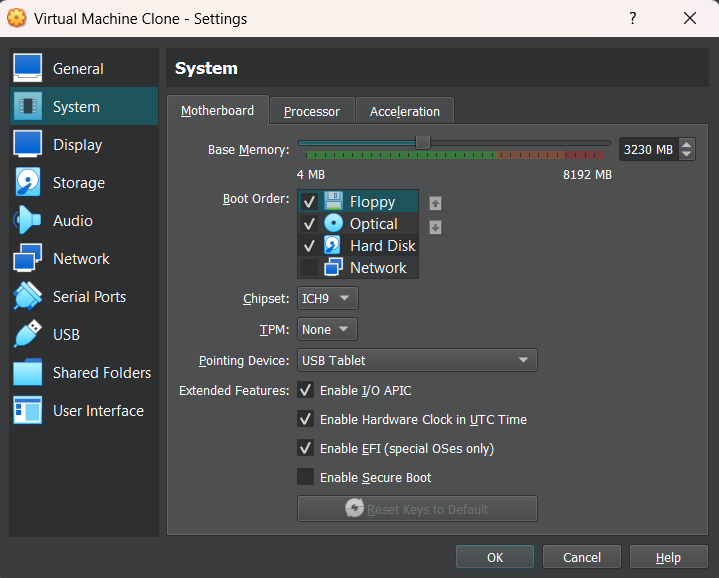 Virtual Machine Clone - Settings
?
General
System
Display
Storage
Audio
Network
Serial Ports
USB
Shared Folders
User Interface
System
Motherboard Processor Acceleration
Base Memory: 3230 MB
4 MB 8192 MB
Boot Order: Floppy
Optical
Hard Disk
Network
Chipset: ICH9
TPM: None
Pointing Device: USB Tablet
Extended Features: Enable I/O APIC
Enable Hardware Clock in UTC Time
Enable EFI (special OSes only)
Enable Secure Boot
Reset Keys to Default
OK Cancel Help